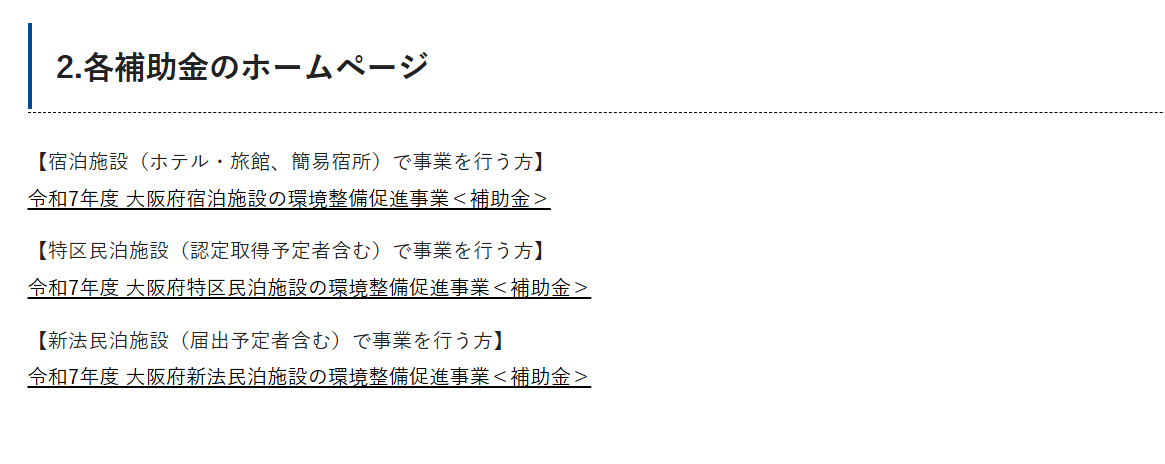 2.各補助金のホームページ
【宿泊施設（ホテル・旅館、簡易宿所）で事業を行う方】
令和7年度 大阪府宿泊施設の環境整備促進事業＜補助金＞
【特区民泊施設（認定取得予定者含む）で事業を行う方】
令和7年度 大阪府特区民泊施設の環境整備促進事業＜補助金＞
【新法民泊施設（届出予定者含む）で事業を行う方】
令和7年度 大阪府新法民泊施設の環境整備促進事業＜補助金＞